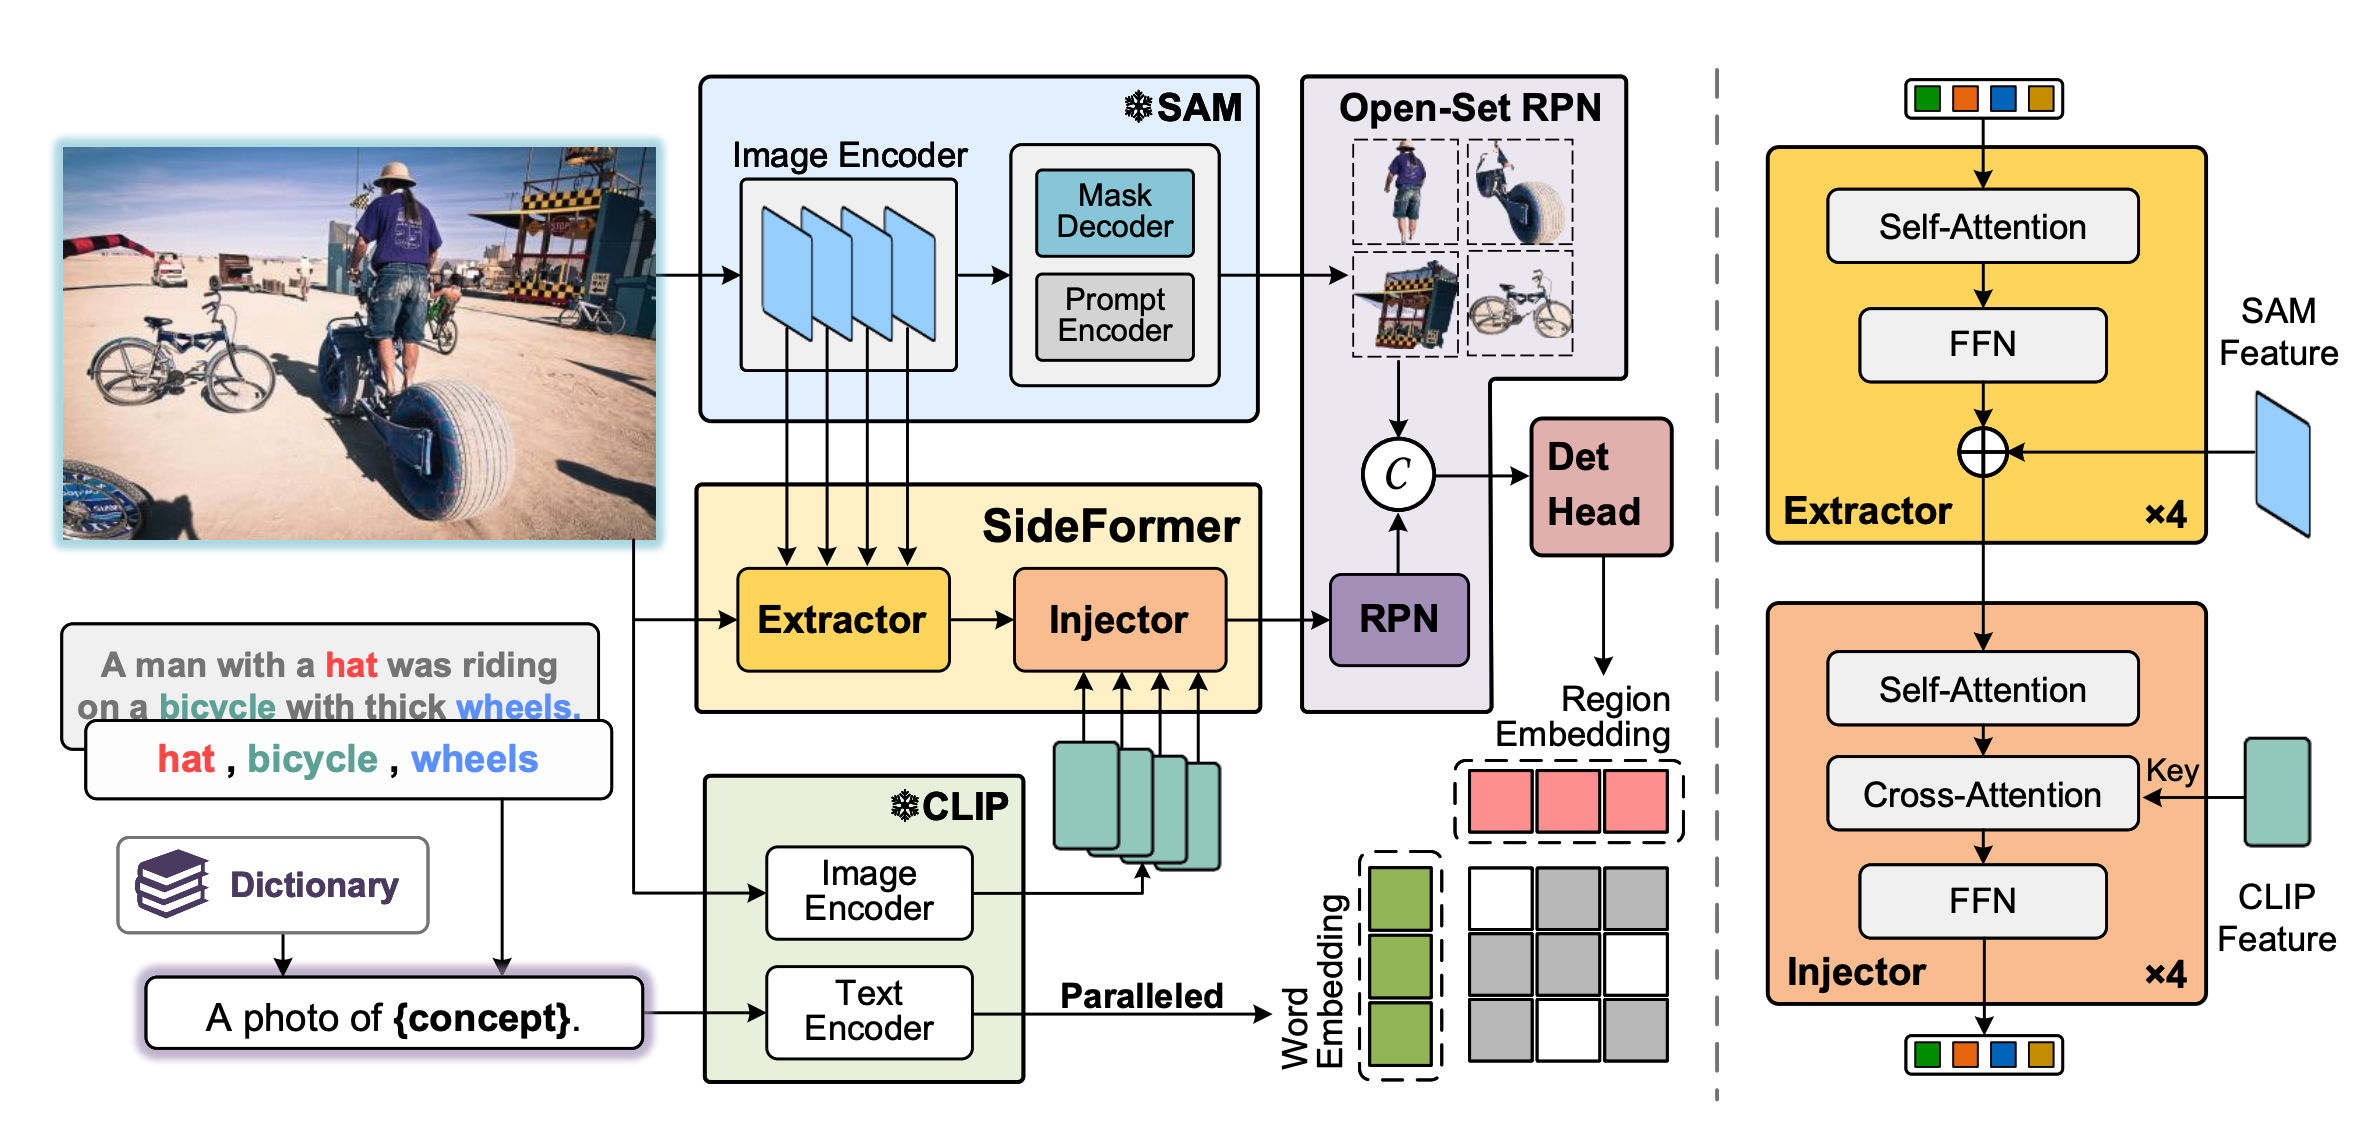 SAM
Image Encoder
Mask
Decoder
Prompt
Encoder
Open-Set RPN
C
Det
Head
RPN
SideFormer
Extractor
Injector
A man with a hat was riding
on a bicycle with thick wheels.
hat , bicycle , wheels
Dictionary
A photo of {concept}.
CLIP
Image
Encoder
Text
Encoder
Paralleled
Region
Embedding
Word
Embedding
Self-Attention
FFN
SAM
Feature
Extractor
×4
Self-Attention
Key
Cross-Attention
FFN
CLIP
Feature
Injector
×4
STOP
ONE
WAY